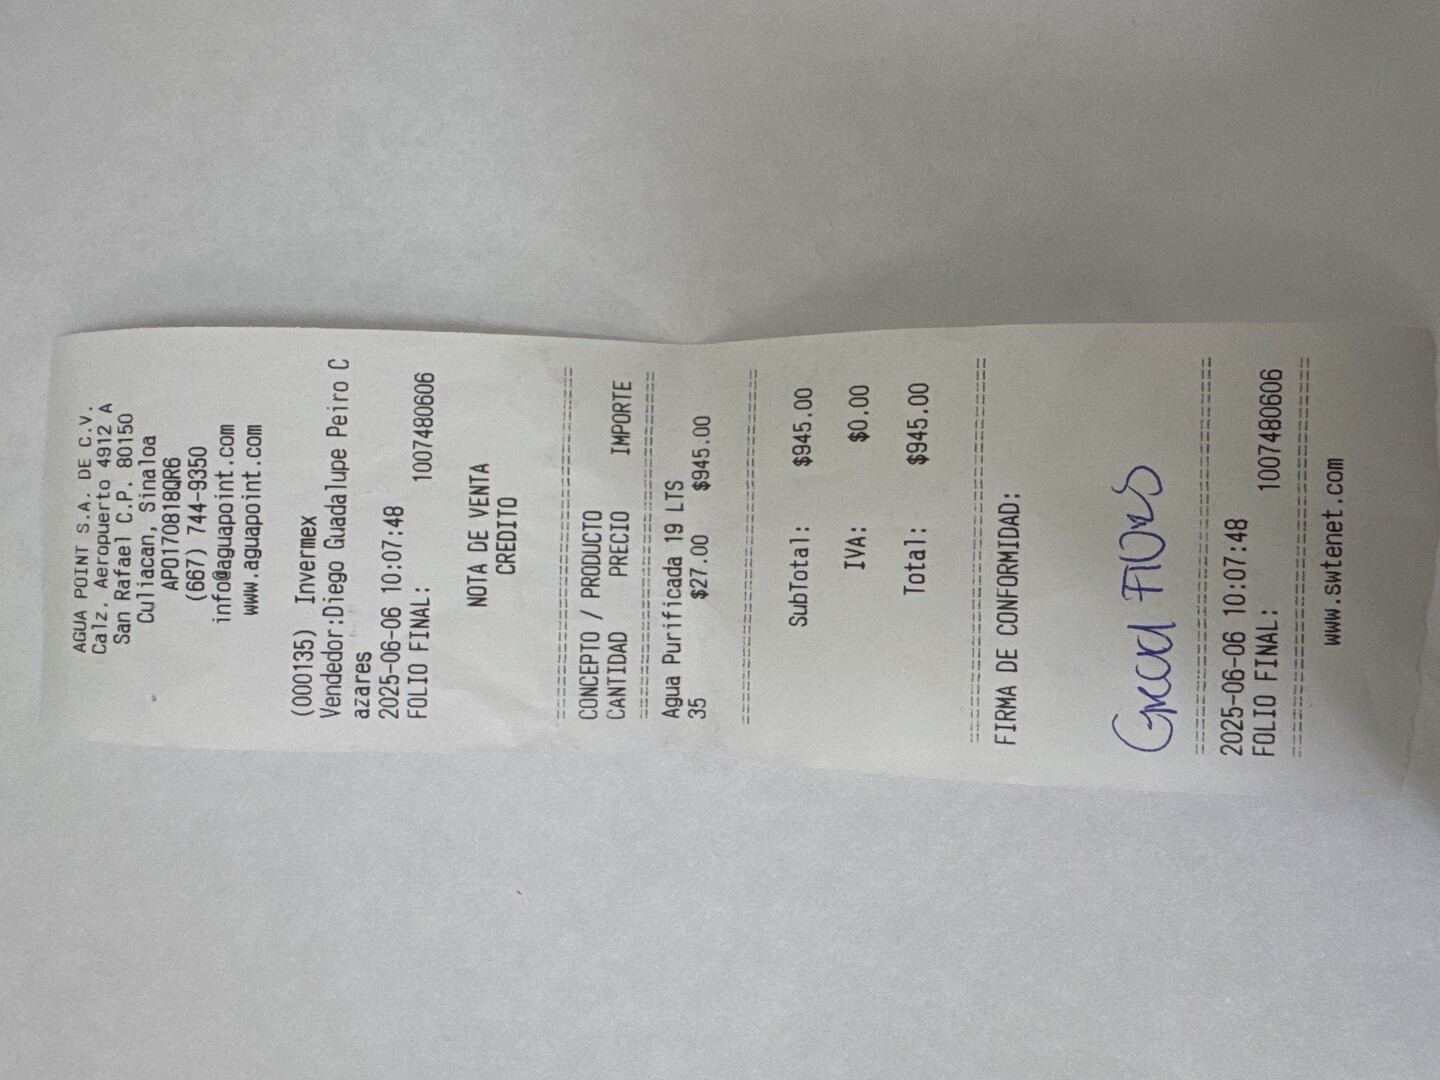 AGUA POINT S.A. DE C.V.
Calz. Aeropuerto 4912 A
San Rafael C.P. 80150
Culiacan, Sinaloa
APO170818QR6
(667) 744-9350
info@aguapoint.com
www.aguapoint.com
(000135) Invermex
Vendedor:Diego Guadalupe Peiro C
azares
2025-06-06 10:07:48
FOLIO FINAL: 1007480606
NOTA DE VENTA
CREDITO
CONCEPTO / PRODUCTO
CANTIDAD PRECIO IMPORTE
Agua Purificada 19 LTS
35 $27.00 $945.00
SubTotal: $945.00
IVA: $0.00
Total: $945.00
FIRMA DE CONFORMIDAD:
2025-06-06 10:07:48
FOLIO FINAL: 1007480606
www.swtenet.com